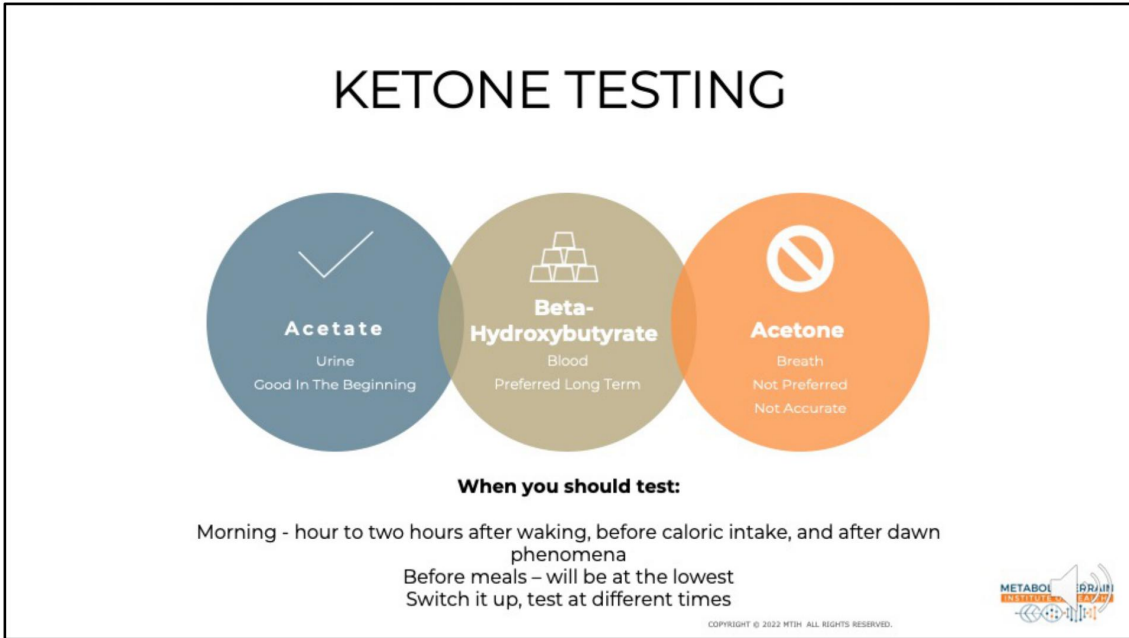 KETONE TESTING
Acetate
Urine
Good In The Beginning
Beta-
Hydroxybutyrate
Blood
Preferred Long Term
Acetone
Breath
Not Preferred
Not Accurate
When you should test:
Morning - hour to two hours after waking, before caloric intake, and after dawn
phenomena
Before meals – will be at the lowest
Switch it up, test at different times
COPYRIGHT © 2022 MTIH ALL RIGHTS RESERVED.
INSTITUTE